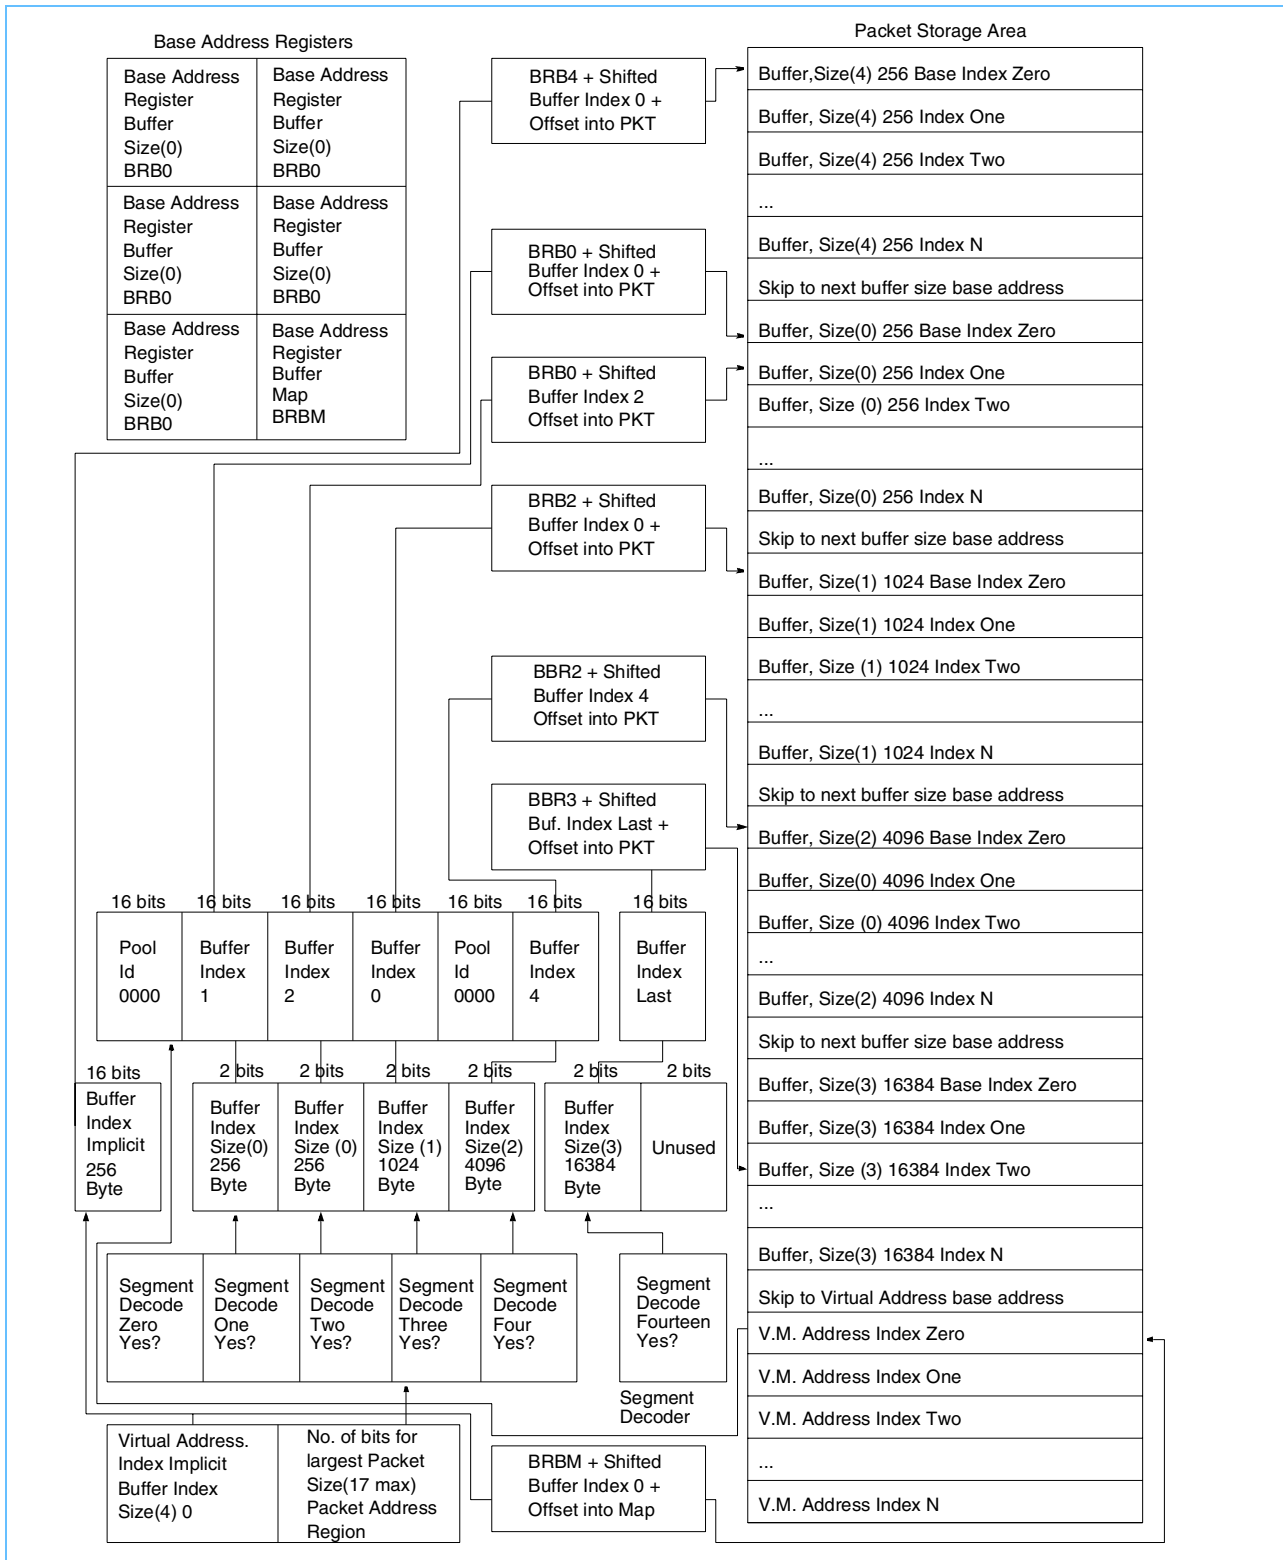 Base Address Registers
Base Address
Register
Buffer
Size(0)
BRB0
Base Address
Register
Buffer
Size(0)
BRB0
Base Address
Register
Buffer
Size(0)
BRB0
Base Address
Register
Buffer
Size(0)
BRB0
Base Address
Register
Buffer
Size(0)
BRB0
Base Address
Register
Buffer
Map
BRBM
BRB4 + Shifted
Buffer Index 0 +
Offset into PKT
BRB0 + Shifted
Buffer Index 0 +
Offset into PKT
BRB0 + Shifted
Buffer Index 2
Offset into PKT
BRB2 + Shifted
Buffer Index 0 +
Offset into PKT
BBR2 + Shifted
Buffer Index 4
Offset into PKT
BBR3 + Shifted
Buf. Index Last +
Offset into PKT
Packet Storage Area
Buffer,Size(4) 256 Base Index Zero
Buffer, Size(4) 256 Index One
Buffer, Size(4) 256 Index Two
...
Buffer, Size(4) 256 Index N
Skip to next buffer size base address
Buffer, Size(0) 256 Base Index Zero
Buffer, Size(0) 256 Index One
Buffer, Size (0) 256 Index Two
...
Buffer, Size(0) 256 Index N
Skip to next buffer size base address
Buffer, Size(1) 1024 Base Index Zero
Buffer, Size(1) 1024 Index One
Buffer, Size (1) 1024 Index Two
...
Buffer, Size(1) 1024 Index N
Skip to next buffer size base address
Buffer, Size(2) 4096 Base Index Zero
Buffer, Size(0) 4096 Index One
Buffer, Size (0) 4096 Index Two
...
Buffer, Size(2) 4096 Index N
Skip to next buffer size base address
Buffer, Size(3) 16384 Base Index Zero
Buffer, Size(3) 16384 Index One
Buffer, Size (3) 16384 Index Two
...
Buffer, Size(3) 16384 Index N
Skip to Virtual Address base address
V.M. Address Index Zero
V.M. Address Index One
V.M. Address Index Two
...
V.M. Address Index N
16 bits 16 bits 16 bits 16 bits 16 bits 16 bits 16 bits
Pool
Id
0000
Buffer
Index
1
Buffer
Index
2
Buffer
Index
0
Pool
Id
0000
Buffer
Index
4
Buffer
Index
Last
16 bits 2 bits 2 bits 2 bits 2 bits 2 bits 2 bits
Buffer
Index
Implicit
256
Byte
Buffer
Index
Size(0)
256
Byte
Buffer
Index
Size (0)
256
Byte
Buffer
Index
Size (1)
1024
Byte
Buffer
Index
Size(2)
4096
Byte
Buffer
Index
Size(3)
16384
Byte
Unused
Segment
Decode
Zero
Yes?
Segment
Decode
One
Yes?
Segment
Decode
Two
Yes?
Segment
Decode
Three
Yes?
Segment
Decode
Four
Yes?
Segment
Decode
Fourteen
Yes?
Segment
Decoder
Virtual Address.
Index Implicit
Buffer Index
Size(4) 0
No. of bits for
largest Packet
Size(17 max)
Packet Address
Region
BRBM + Shifted
Buffer Index 0 +
Offset into Map